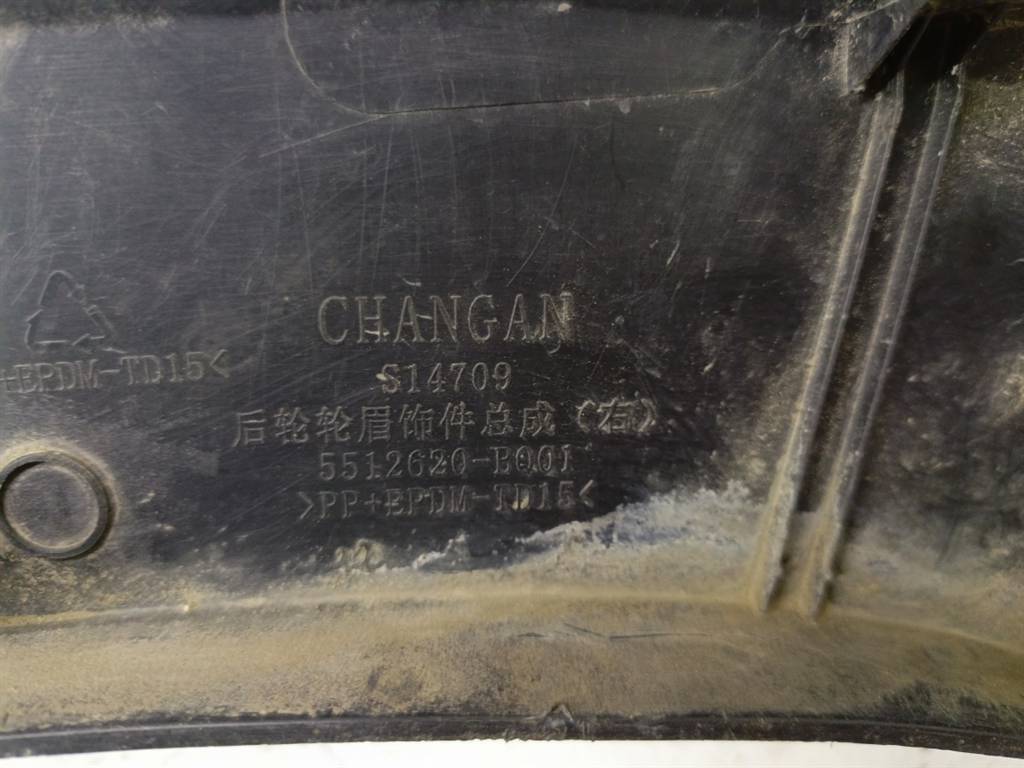 CHANGAN
S14709
后轮轮眉饰件总成（右）
5512620-BQ01
>PP+EPDM-TD15<
+EPDM-TD15<